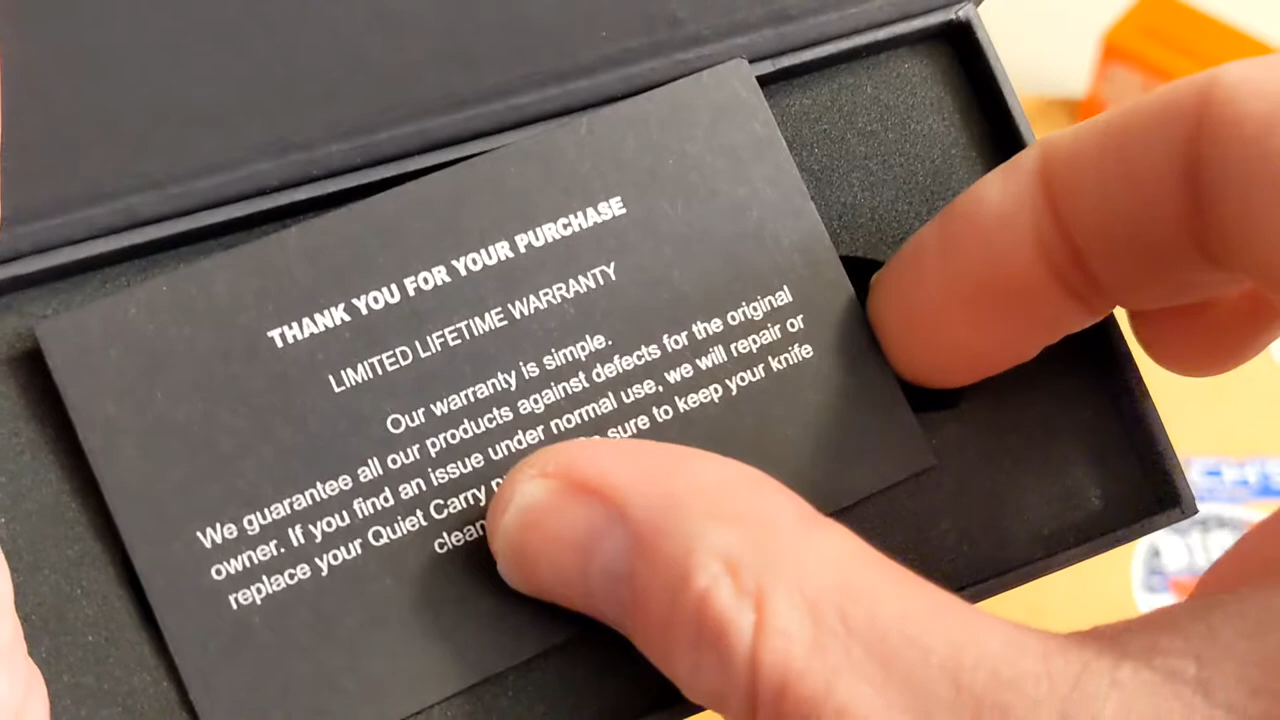 THANK YOU FOR YOUR PURCHASE
LIMITED LIFETIME WARRANTY
Our warranty is simple.
We guarantee all our products against defects for the original
owner. If you find an issue under normal use, we will repair or
replace your Quiet Carry sure to keep your knife
clean